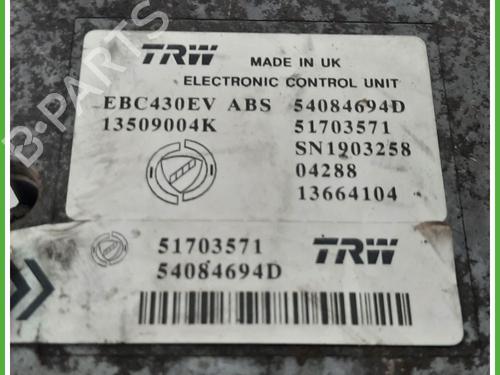 TRW MADE IN UK
ELECTRONIC CONTROL UNIT
EBC430EV ABS 54084694D
13509004K 51703571
SN1903258
04288
13664104
51703571 TRW
54084694D
B-PARTS